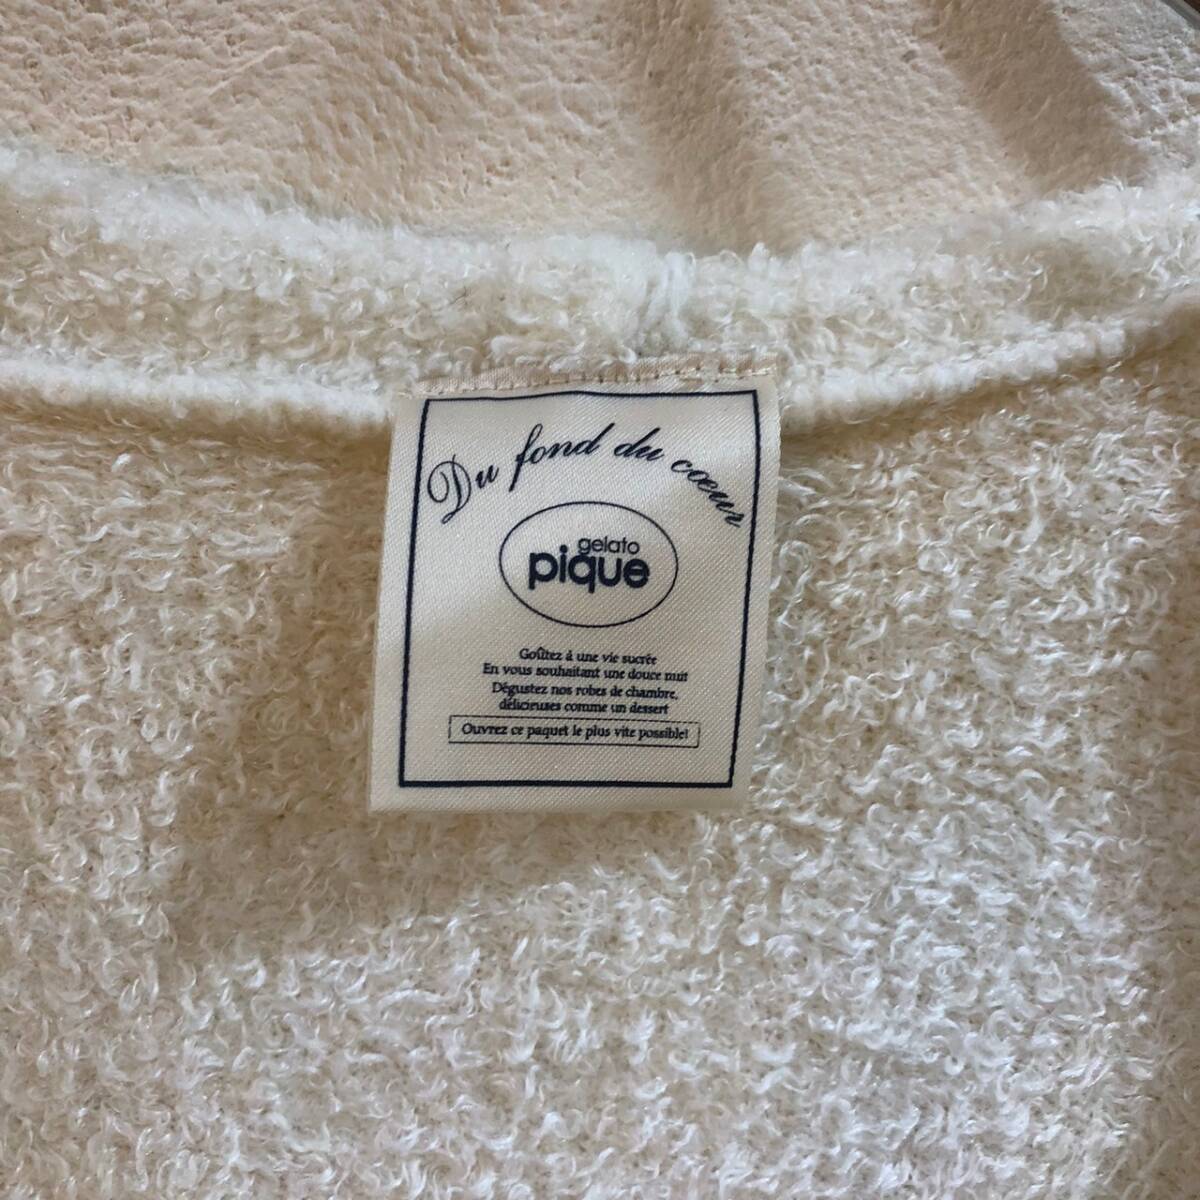 Du fond du cœur
gelato
pique
Goûtez à une vie sucrée
En vous souhaitant une douce nuit
Dégustez nos robes de chambre,
délicieuses comme un dessert
Ouvrez ce paquet le plus vite possible!